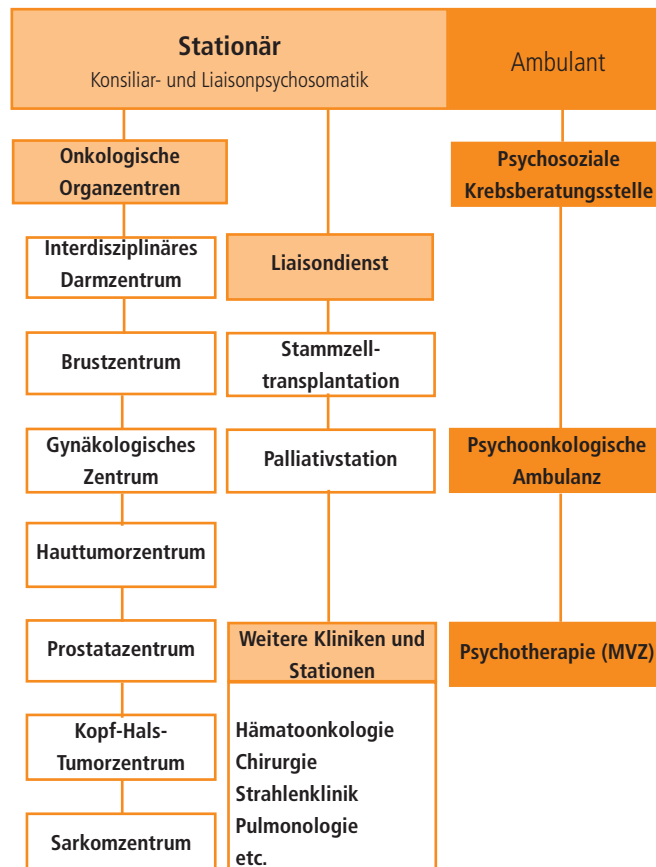 Stationär
Konsiliar- und Liaisonpsychosomatik
Onkologische
Organzentren
Interdisziplinäres
Darmzentrum
Brustzentrum
Gynäkologisches
Zentrum
Hauttumorzentrum
Prostatazentrum
Kopf-Hals-
Tumorzentrum
Sarkomzentrum
Liaisondienst
Stammzell-
transplantation
Palliativstation
Weitere Kliniken und
Stationen
Hämatoonkologie
Chirurgie
Strahlenklinik
Pulmonologie
etc.
Ambulant
Psychosoziale
Krebsberatungsstelle
Psychoonkologische
Ambulanz
Psychotherapie (MVZ)